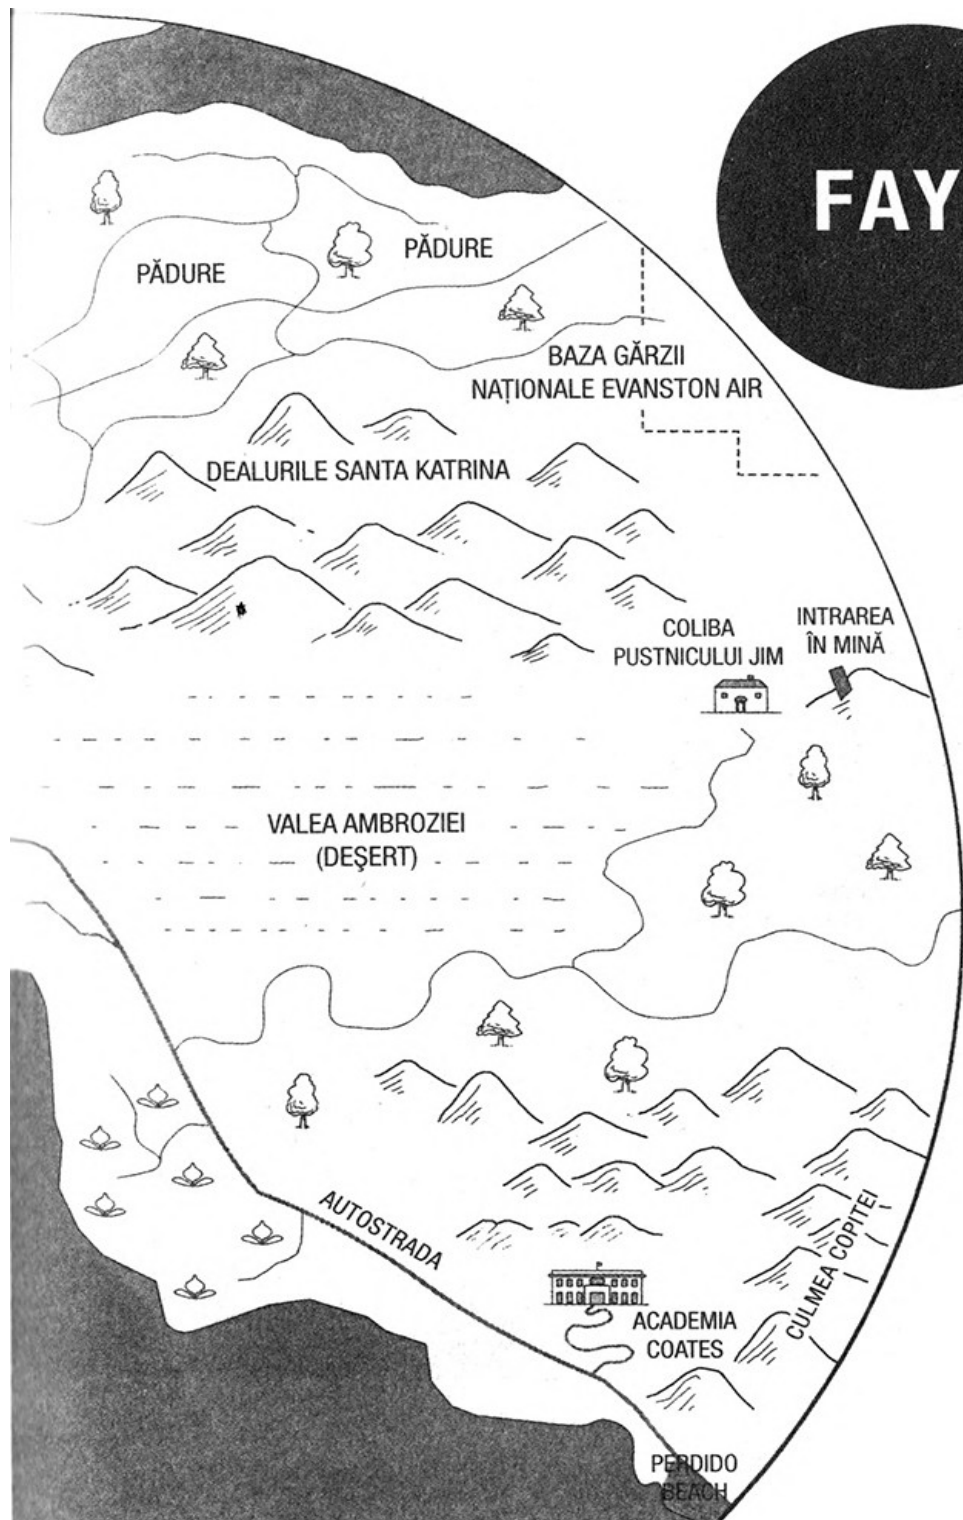 FAY
PĂDURE
PĂDURE
BAZA GĂRZII
NAȚIONALE EVANSTON AIR
DEALURILE SANTA KATRINA
COLIBA
PUSTNICULUI JIM
INTRAREA
ÎN MINĂ
VALEA AMBROZIEI
(DEŞERT)
AUTOSTRADA
CULMEA COPITEI
ACADEMIA
COATES
PERDIDO
BEACH